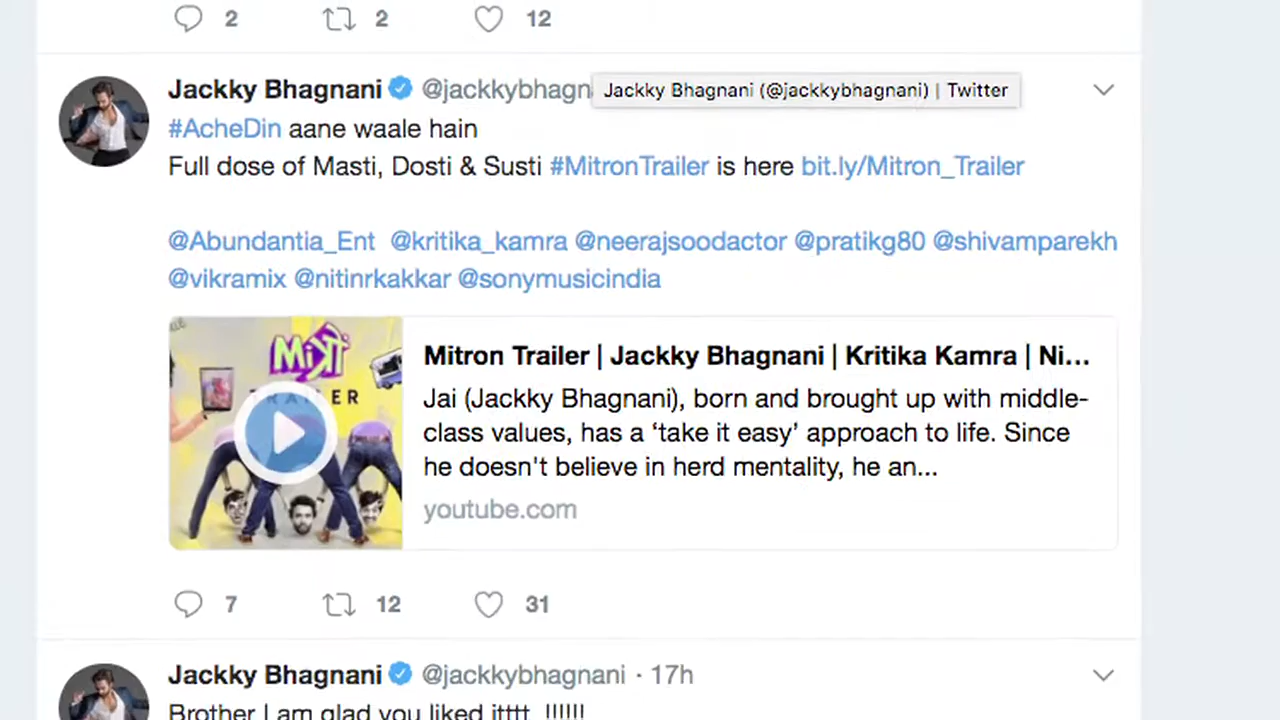 2 2 12
Jackky Bhagnani @jackkybhagn
Jackky Bhagnani (@jackkybhagnani) | Twitter
#AcheDin aane waale hain
Full dose of Masti, Dosti & Susti #MitronTrailer is here bit.ly/Mitron_Trailer
@Abundantia_Ent @kritika_kamra @neerajsoodactor @pratikg80 @shivamparekh
@vikramix @nitinrkakkar @sonymusicindia
TRAILER
Mitron Trailer | Jackky Bhagnani | Kritika Kamra | Ni...
Jai (Jackky Bhagnani), born and brought up with middle-
class values, has a ‘take it easy’ approach to life. Since
he doesn't believe in herd mentality, he an...
youtube.com
7 12 31
Jackky Bhagnani @jackkybhagnani · 17h
Brother I am glad you liked itttt !!!!!!